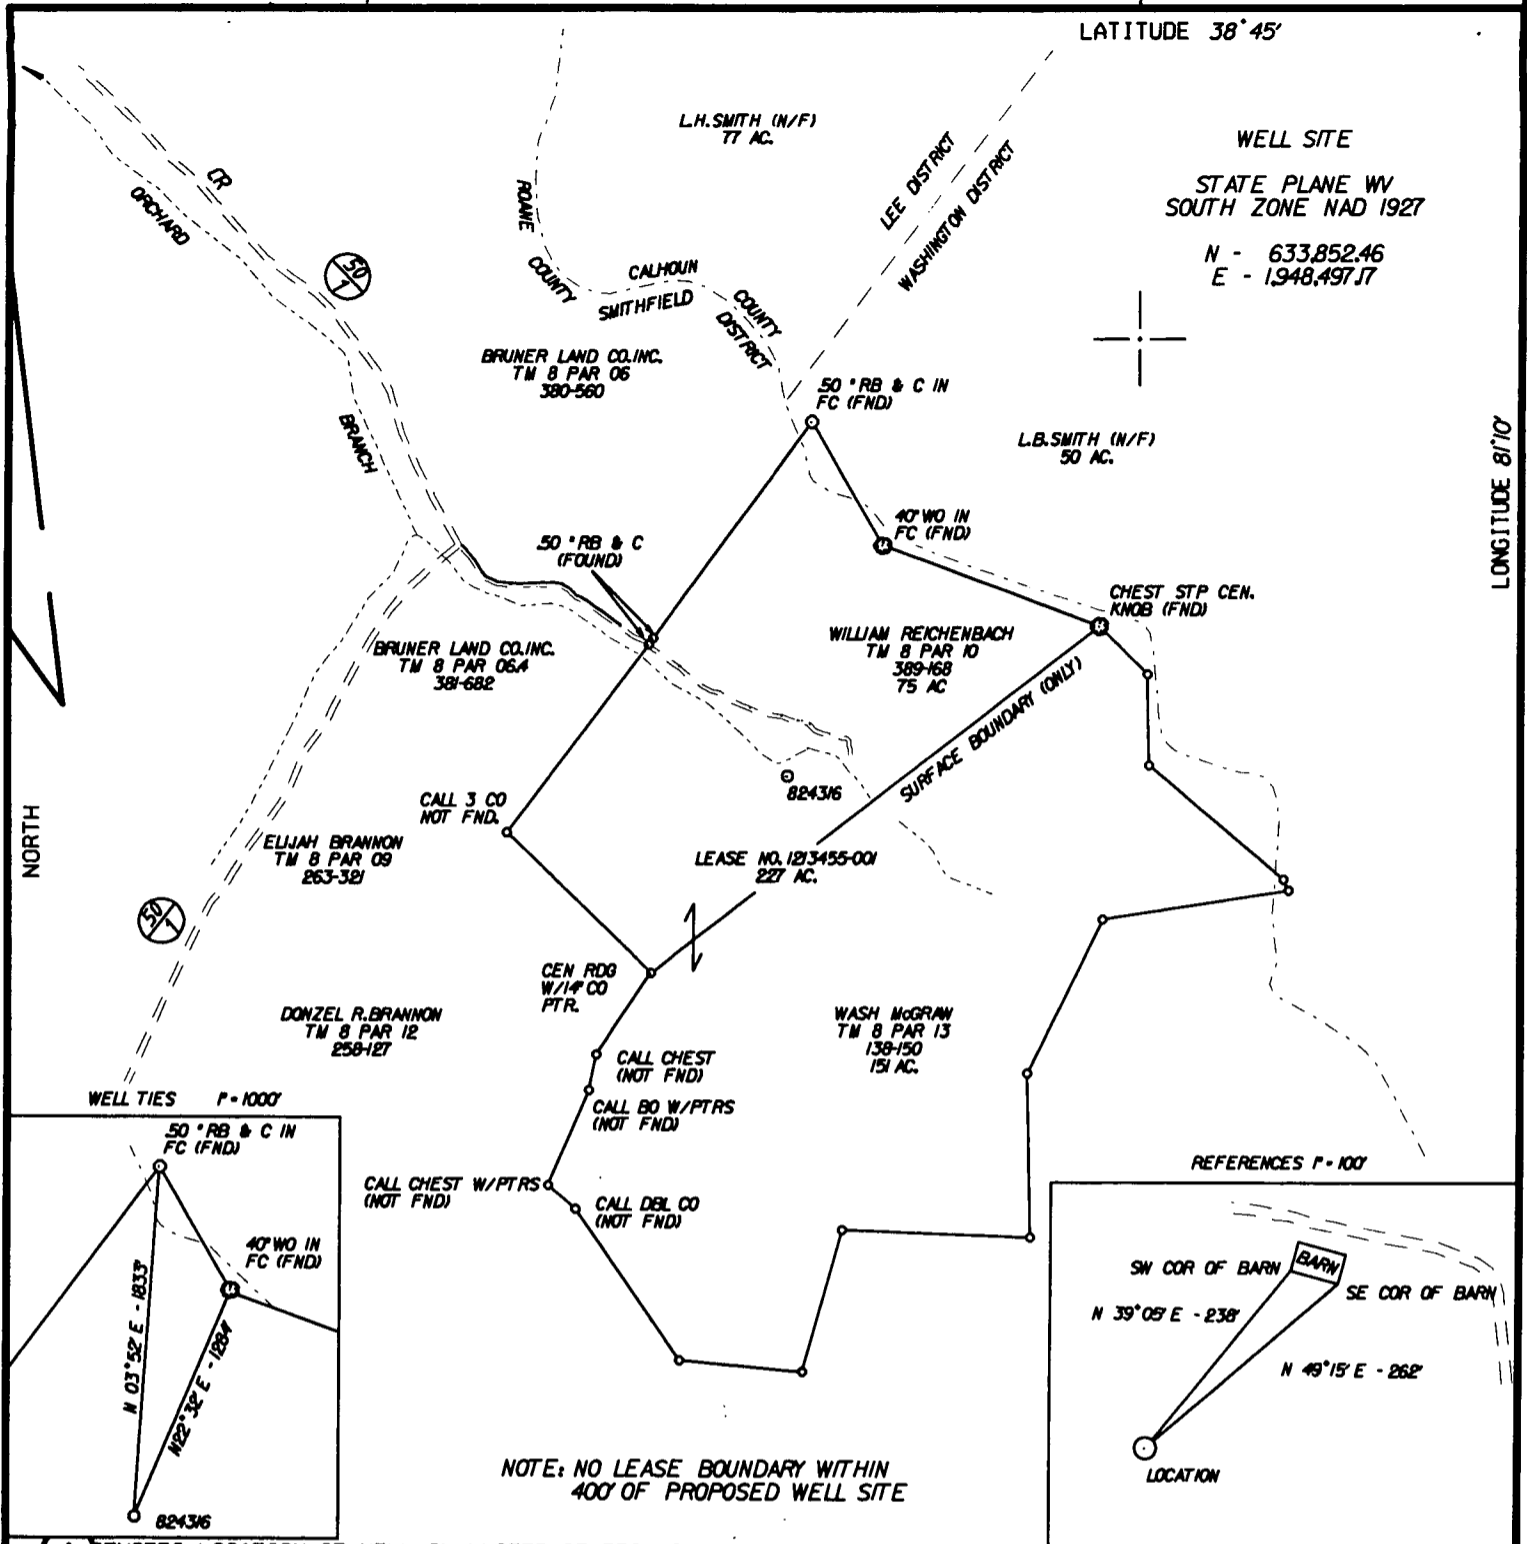 LATITUDE 38°45'
L.H.SMITH (N/F)
77 AC.
WELL SITE
STATE PLANE WV
SOUTH ZONE NAD 1927
N - 633,852.46
E - 1,948,497.17
LEE DISTRICT
WASHINGTON DISTRICT
CR
ORCHARD
50
1
ROANE
COUNTY
CALHOUN
COUNTY
SMITHFIELD
DISTRICT
BRUNER LAND CO.INC.
TM 8 PAR 06
380-560
BRANCH
.50 "RB & C IN
FC (FND)
L.B.SMITH (N/F)
50 AC.
LONGITUDE 81°10'
40"WO IN
FC (FND)
.50 "RB & C
(FOUND)
CHEST STP CEN.
KNOB (FND)
BRUNER LAND CO.INC.
TM 8 PAR 06.4
381-682
WILLIAM REICHENBACH
TM 8 PAR 10
389-168
75 AC
SURFACE BOUNDARY (ONLY)
824316
CALL 3 CO
NOT FND.
NORTH
ELIJAH BRANNON
TM 8 PAR 09
263-321
LEASE NO. 1213455-001
227 AC.
50
1
CEN RDG
W/14" CO
PTR.
DONZEL R.BRANNON
TM 8 PAR 12
258-127
WASH McGRAW
TM 8 PAR 13
138-150
151 AC.
CALL CHEST
(NOT FND)
CALL BO W/PTRS
(NOT FND)
CALL CHEST W/PTRS
(NOT FND)
CALL DBL CO
(NOT FND)
WELL TIES 1"=1000'
.50 "RB & C IN
FC (FND)
40"WO IN
FC (FND)
N 03°52' E - 1833'
N22°32' E - 1284'
824316
REFERENCES 1"=100'
BARN
SW COR OF BARN
SE COR OF BARN
N 39°05' E - 238'
N 49°15' E - 262'
LOCATION
NOTE: NO LEASE BOUNDARY WITHIN
400' OF PROPOSED WELL SITE